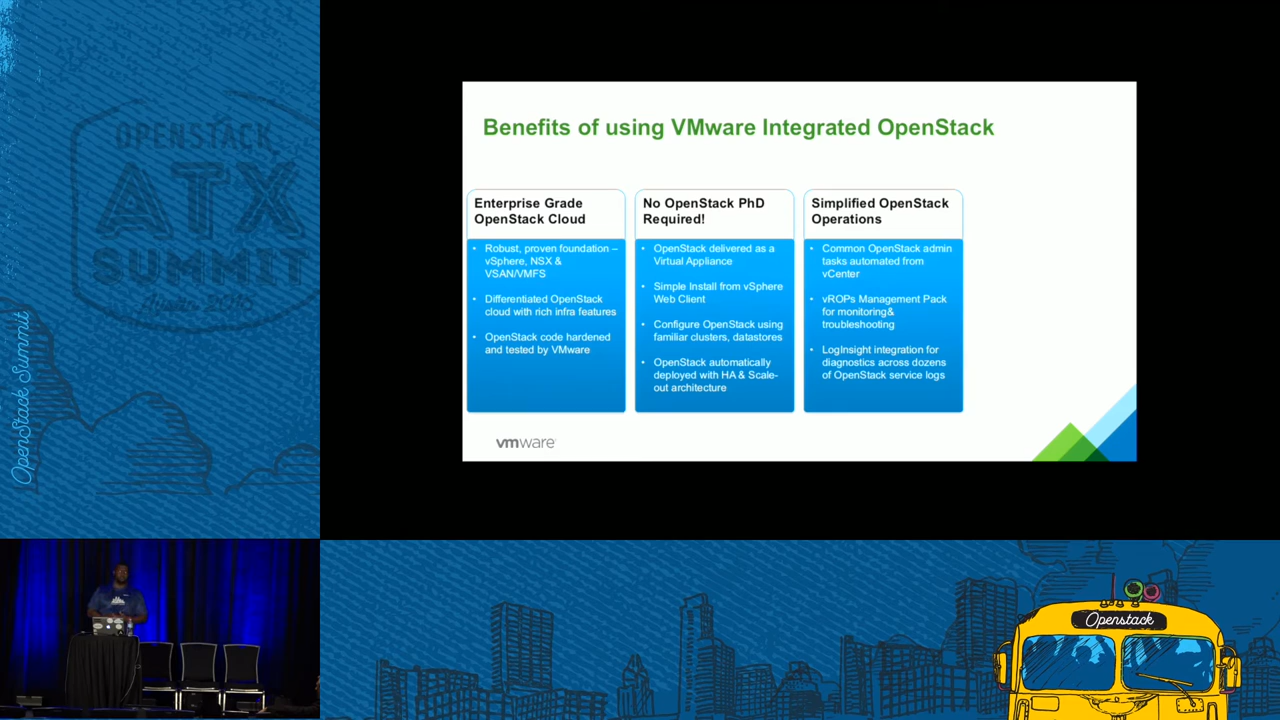 OPENSTACK
ATX
OpenStack Summit
Benefits of using VMware Integrated OpenStack
Enterprise Grade
OpenStack Cloud
• Robust, proven foundation –
vSphere, NSX &
VSAN/VMFS
• Differentiated OpenStack
cloud with rich infra features
• OpenStack code hardened
and tested by VMware
No OpenStack PhD
Required!
• OpenStack delivered as a
Virtual Appliance
• Simple Install from vSphere
Web Client
• Configure OpenStack using
familiar clusters, datastores
• OpenStack automatically
deployed with HA & Scale-
out architecture
Simplified OpenStack
Operations
• Common OpenStack admin
tasks automated from
vCenter
• vROPs Management Pack
for monitoring&
troubleshooting
• LogInsight integration for
diagnostics across dozens
of OpenStack service logs
vmware
Openstack